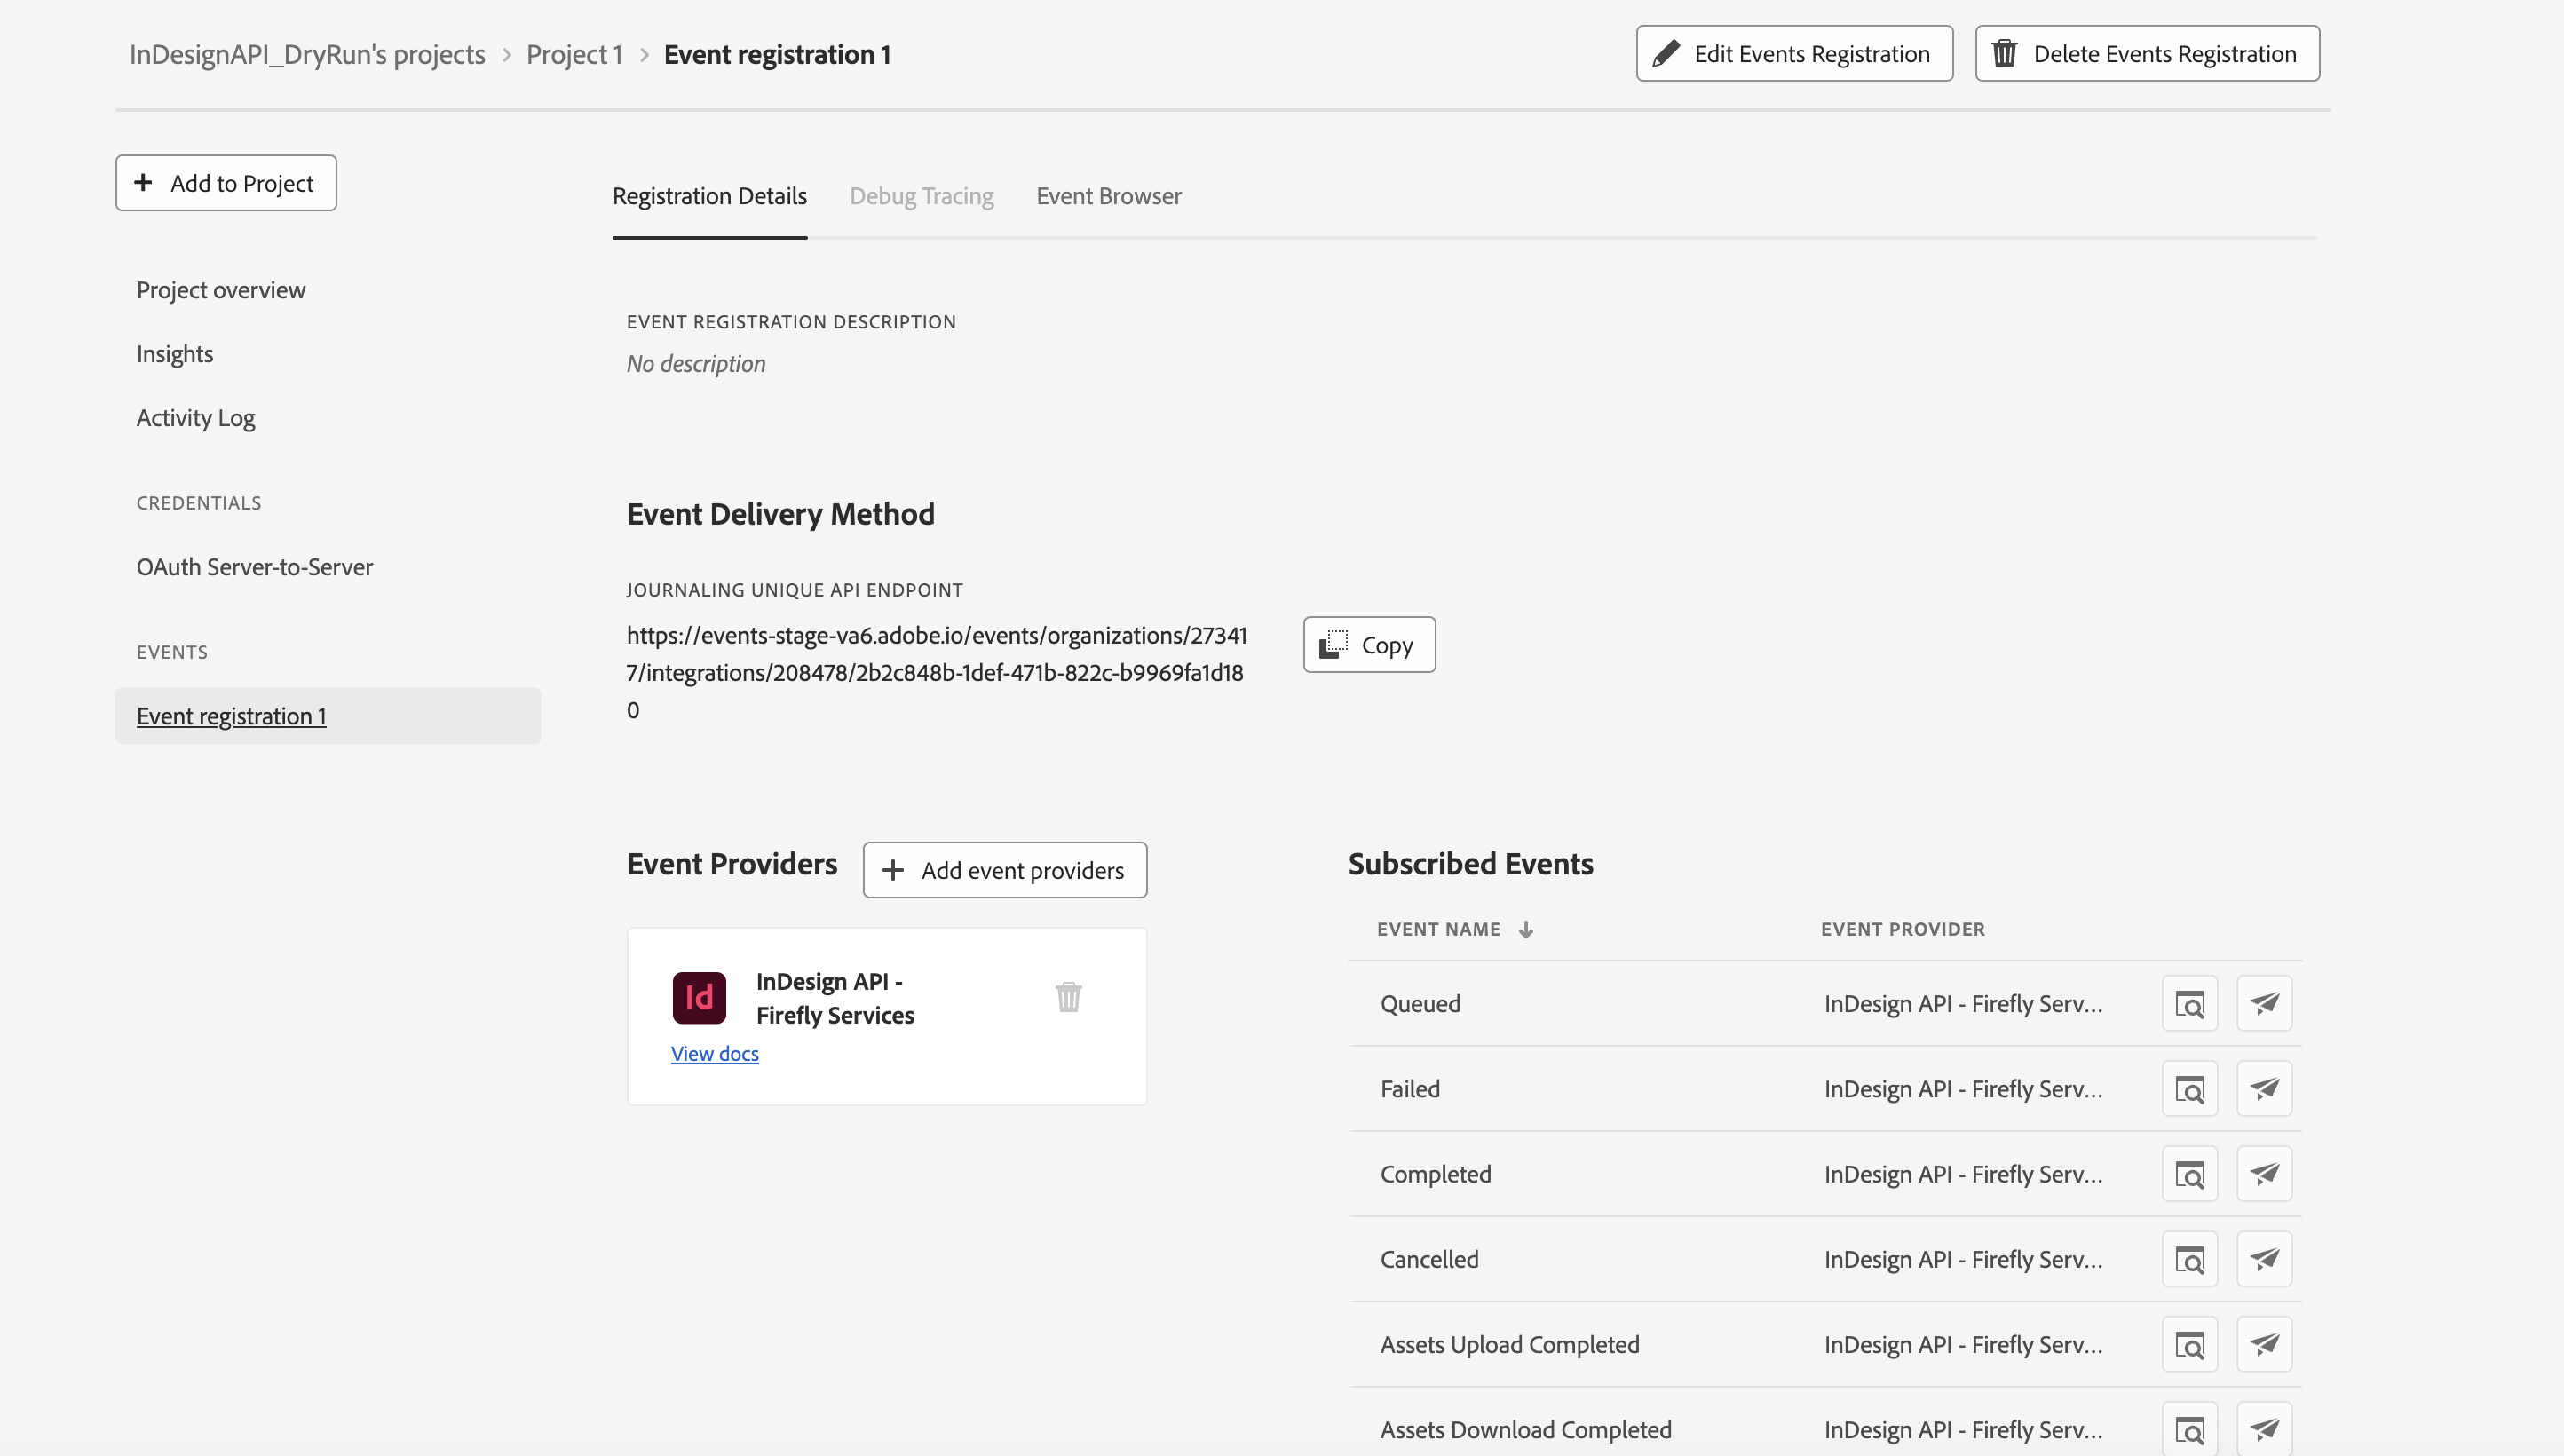 InDesignAPI_DryRun's projects > Project 1 > Event registration 1
Edit Events Registration
Delete Events Registration
+ Add to Project
Registration Details
Debug Tracing
Event Browser
Project overview
Insights
Activity Log
CREDENTIALS
OAuth Server-to-Server
EVENTS
Event registration 1
EVENT REGISTRATION DESCRIPTION
No description
Event Delivery Method
JOURNALING UNIQUE API ENDPOINT
https://events-stage-va6.adobe.io/events/organizations/27341
7/integrations/208478/2b2c848b-1def-471b-822c-b9969fa1d18
0
Copy
Event Providers
+ Add event providers
Id
InDesign API -
Firefly Services
View docs
Subscribed Events
EVENT NAME EVENT PROVIDER
Queued InDesign API - Firefly Serv...
Failed InDesign API - Firefly Serv...
Completed InDesign API - Firefly Serv...
Cancelled InDesign API - Firefly Serv...
Assets Upload Completed InDesign API - Firefly Serv...
Assets Download Completed InDesign API - Firefly Serv...